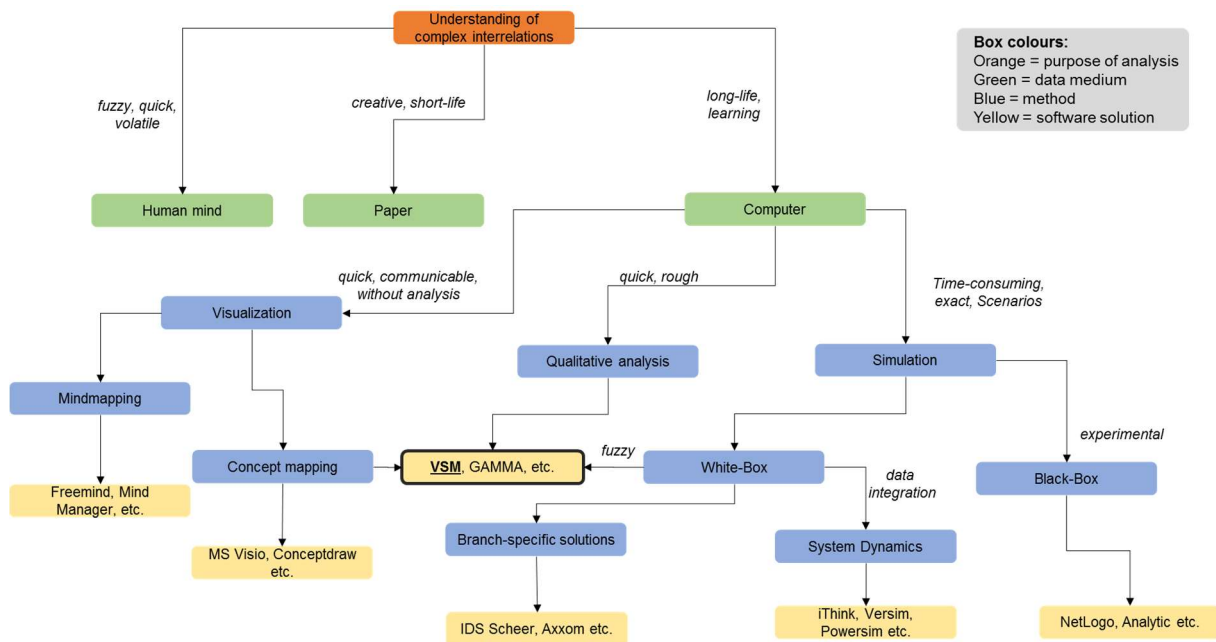 Understanding of
complex interrelations
Box colours:
Orange = purpose of analysis
Green = data medium
Blue = method
Yellow = software solution
fuzzy, quick,
volatile
creative, short-life
long-life,
learning
Human mind
Paper
Computer
quick, communicable,
without analysis
quick, rough
Time-consuming,
exact, Scenarios
Visualization
Qualitative analysis
Simulation
Mindmapping
experimental
Concept mapping
VSM, GAMMA, etc.
fuzzy
White-Box
data
integration
Black-Box
Freemind, Mind
Manager, etc.
MS Visio, Conceptdraw
etc.
Branch-specific solutions
System Dynamics
IDS Scheer, Axxom etc.
iThink, Versim,
Powersim etc.
NetLogo, Analytic etc.